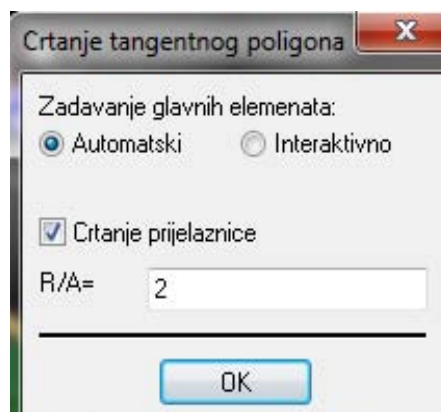 Crtanje tangentnog poligona
Zadavanje glavnih elemenata:
Automatski Interaktivno
Crtanje prijelaznice
R/A= 2
OK